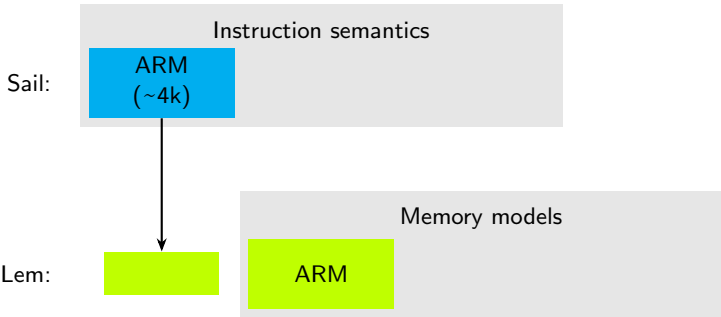 Instruction semantics
Sail:
ARM
(~4k)
Memory models
Lem:
ARM